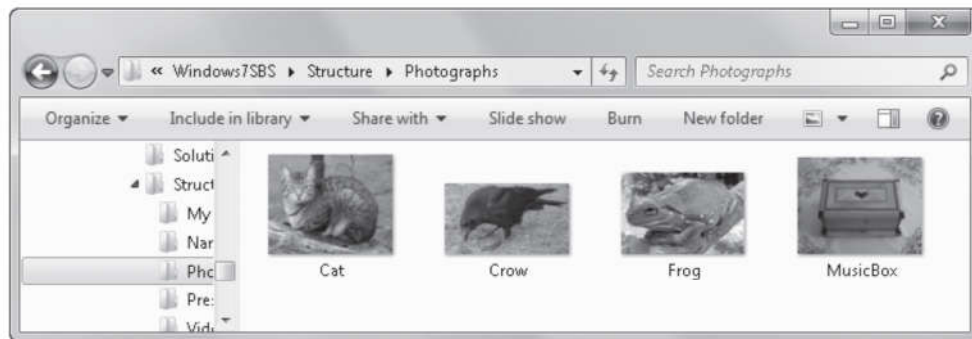 « Windows7SBS ▸ Structure ▸ Photographs
Search Photographs
Organize Include in library Share with Slide show Burn New folder
Soluti
Struct
My
Nar
Phc
Pre:
Vide
Cat Crow Frog MusicBox